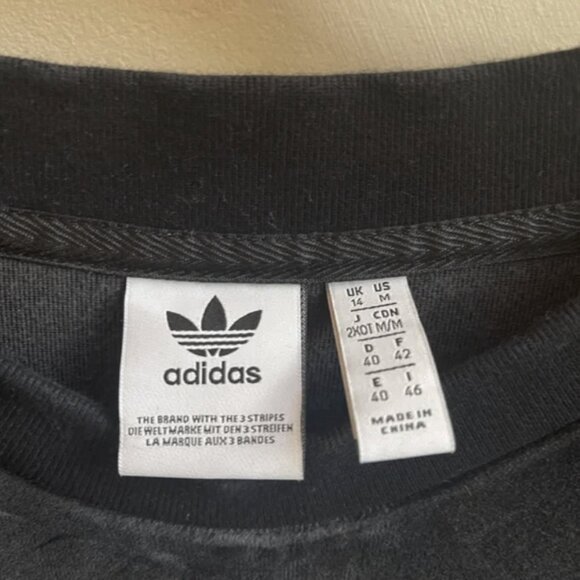 adidas
THE BRAND WITH THE 3 STRIPES
DIE WELTMARKE MIT DEN 3 STREIFEN
LA MARQUE AUX 3 BANDES
UK US
14 M
J CDN
2XOT M/M
D F
40 42
E I
40 46
MADE IN
CHINA